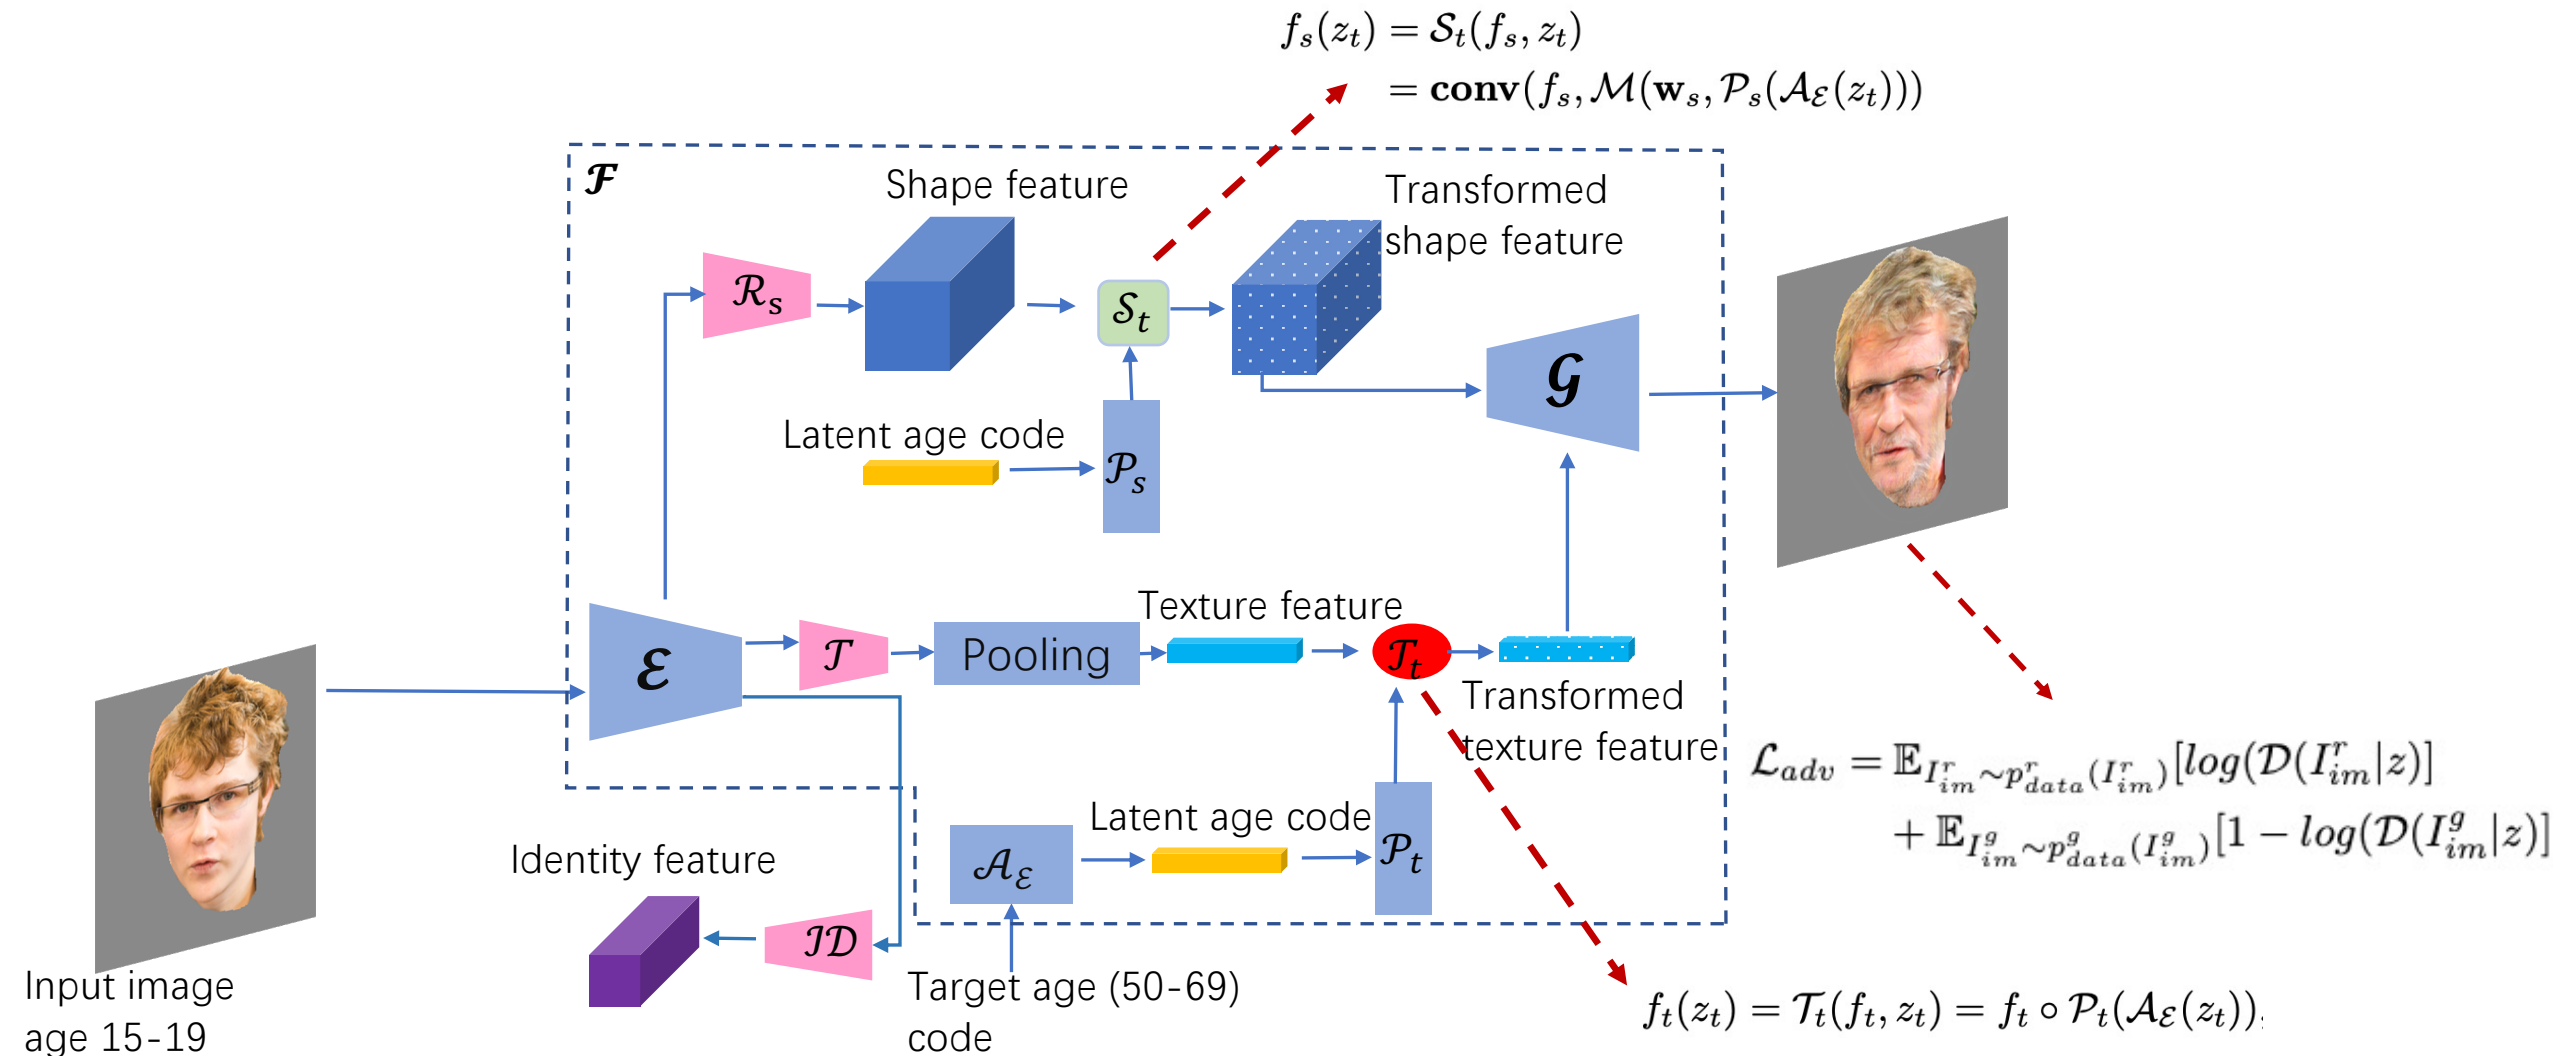 f_s(z_t) = 𝒮_t(f_s, z_t)
= conv(f_s, ℳ(w_s, 𝒫_s(𝒜_ℰ(z_t)))
ℱ
Shape feature
Transformed
shape feature
ℛ_s
𝒮_t
𝒢
Latent age code
𝒫_s
Texture feature
ℰ
𝒯
Pooling
𝒯_t
Transformed
texture feature
ℒ_adv = 𝔼_{I^r_im∼p^r_data(I^r_im)}[log(𝒟(I^r_im|z)]
+ 𝔼_{I^g_im∼p^g_data(I^g_im)}[1 − log(𝒟(I^g_im|z)]
Latent age code
𝒜_ℰ
𝒫_t
Identity feature
ℐ𝒟
Input image
age 15-19
Target age (50-69)
code
f_t(z_t) = 𝒯_t(f_t, z_t) = f_t ∘ 𝒫_t(𝒜_ℰ(z_t))